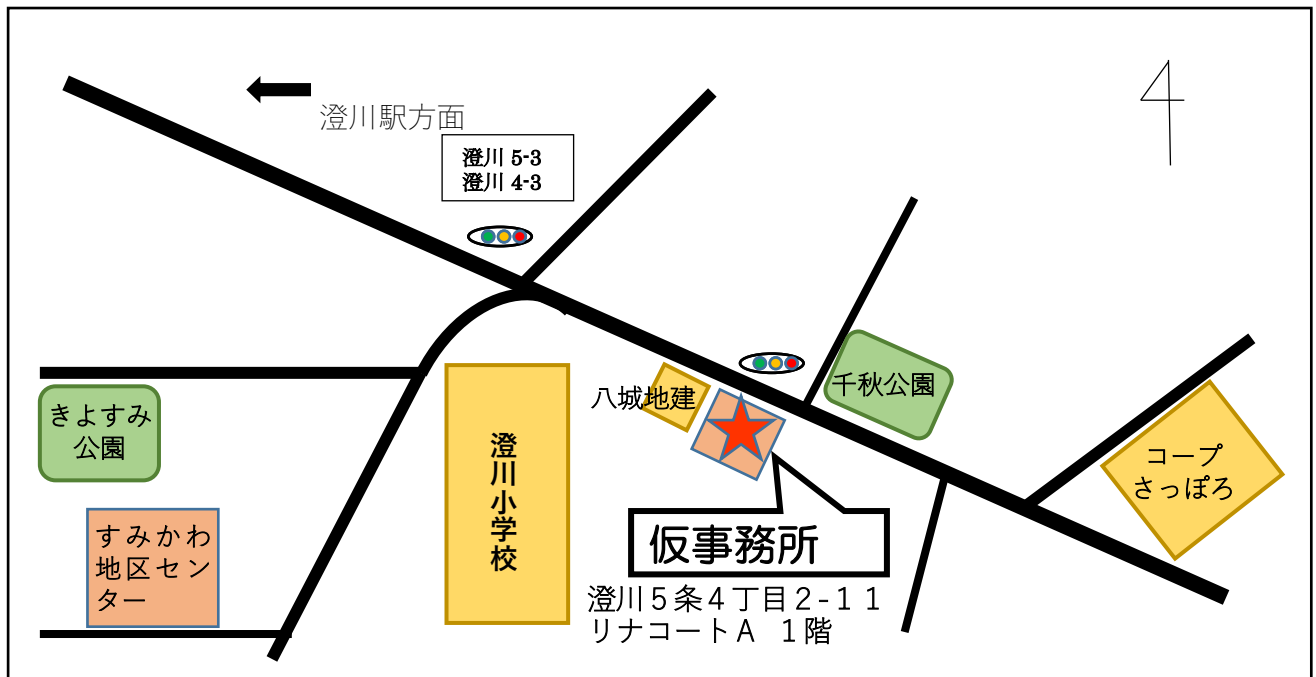 澄川駅方面
澄川 5-3
澄川 4-3
千秋公園
八城地建
きよすみ
公園
澄川小学校
コープ
さっぽろ
すみかわ
地区セン
ター
仮事務所
澄川５条４丁目２-１１
リナコートＡ １階